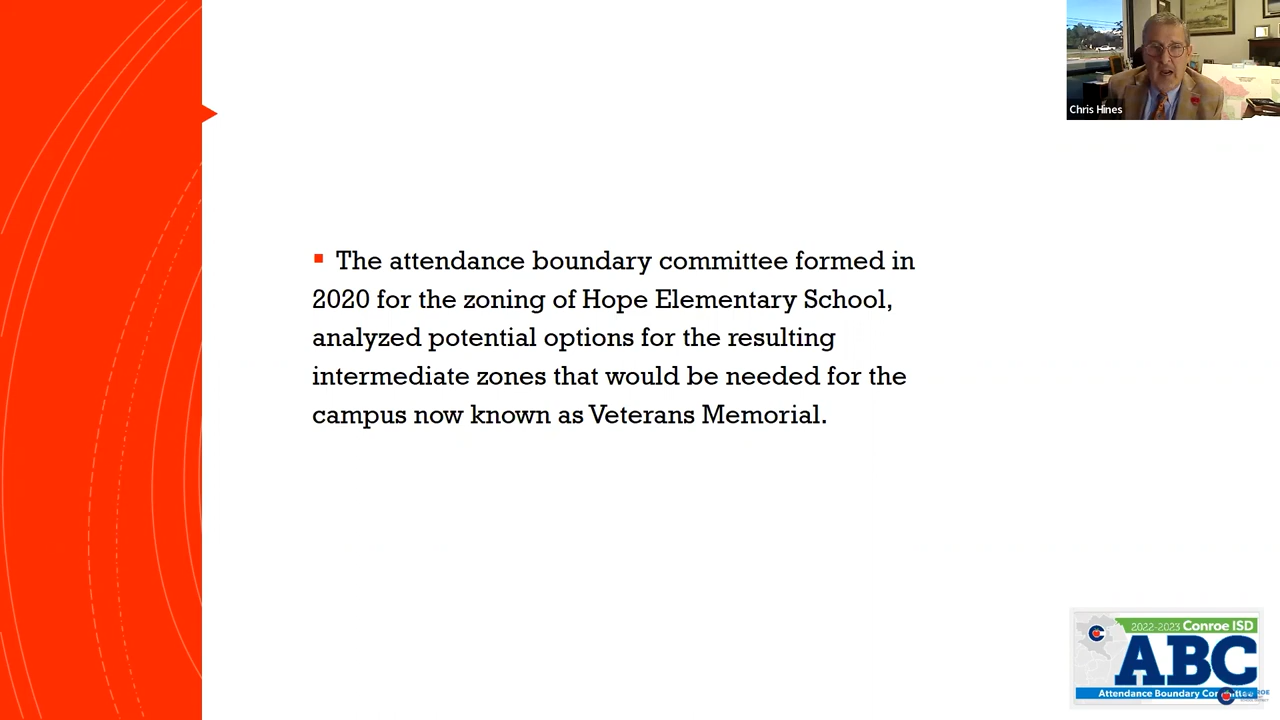 Chris Hines
The attendance boundary committee formed in
2020 for the zoning of Hope Elementary School,
analyzed potential options for the resulting
intermediate zones that would be needed for the
campus now known as Veterans Memorial.
2022-2023 Conroe ISD
ABC
Attendance Boundary